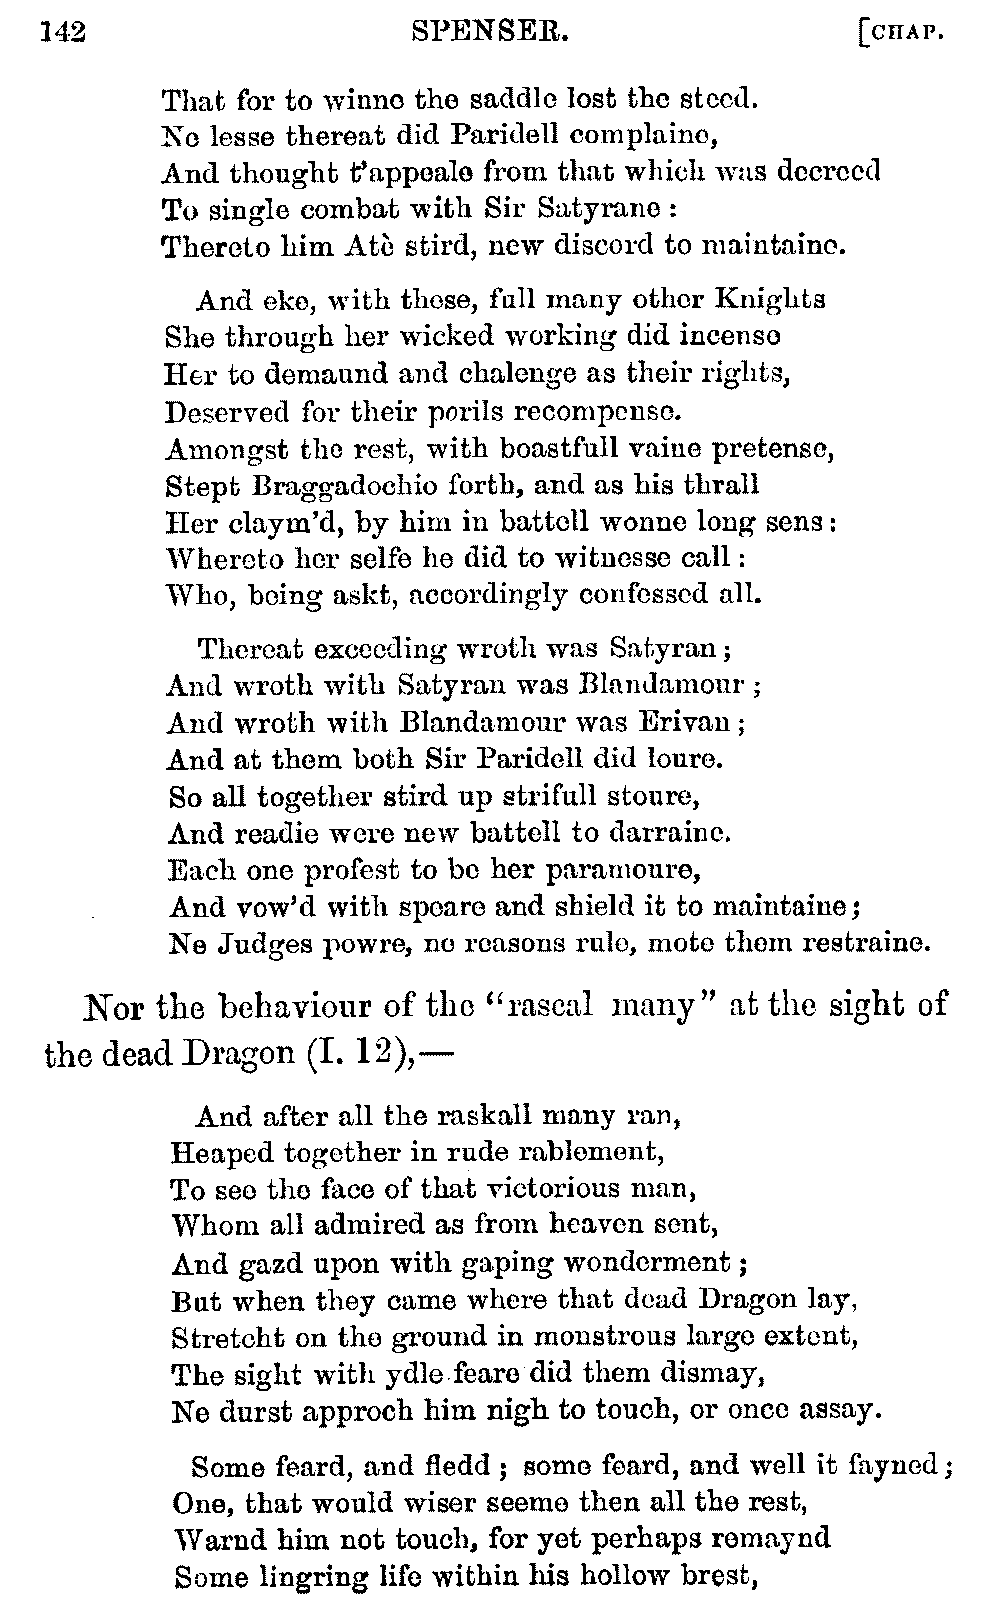 142 SPENSER. [CHAP.
That for to winne the saddle lost the steed.
Ne lesse thereat did Paridell complaine,
And thought t'appeale from that which was decreed
To single combat with Sir Satyrane :
Thereto him Atè stird, new discord to maintaine.
And eke, with these, full many other Knights
She through her wicked working did incense
Her to demaund and chalenge as their rights,
Deserved for their perils recompense.
Amongst the rest, with boastfull vaine pretense,
Stept Braggadochio forth, and as his thrall
Her claym'd, by him in battell wonne long sens :
Whereto her selfe he did to witnesse call :
Who, being askt, accordingly confessed all.
Thereat exceeding wroth was Satyran ;
And wroth with Satyran was Blandamour ;
And wroth with Blandamour was Erivan ;
And at them both Sir Paridell did loure.
So all together stird up strifull stoure,
And readie were new battell to darraine.
Each one profest to be her paramoure,
And vow'd with speare and shield it to maintaine ;
Ne Judges powre, ne reasons rule, mote them restraine.
Nor the behaviour of the "rascal many" at the sight of
the dead Dragon (I. 12),—
And after all the raskall many ran,
Heaped together in rude rablement,
To see the face of that victorious man,
Whom all admired as from heaven sent,
And gazd upon with gaping wonderment ;
But when they came where that dead Dragon lay,
Stretcht on the ground in monstrous large extent,
The sight with ydle feare did them dismay,
Ne durst approch him nigh to touch, or once assay.
Some feard, and fledd ; some feard, and well it fayned ;
One, that would wiser seeme then all the rest,
Warnd him not touch, for yet perhaps remaynd
Some lingring life within his hollow brest,